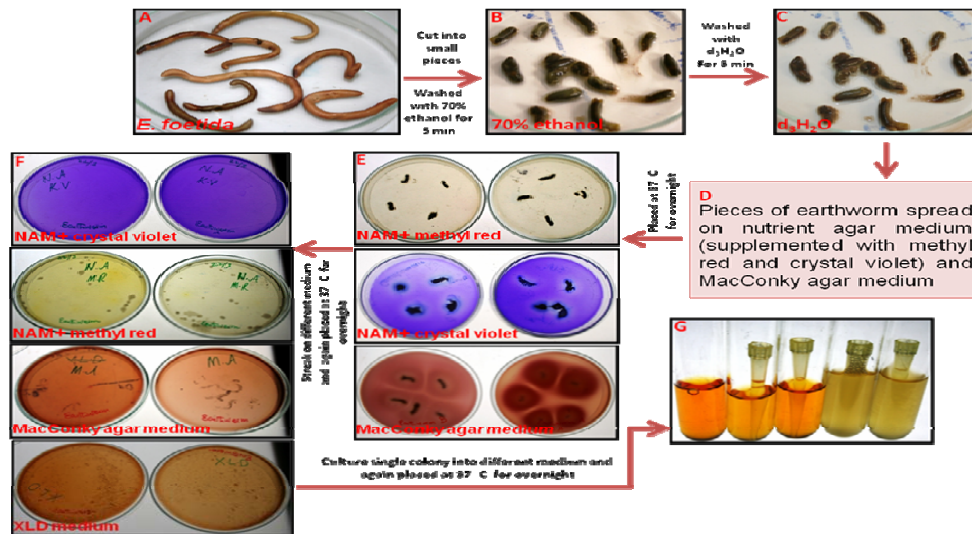 A
E. foetida
Cut into
small
pieces
Washed
with 70%
ethanol for
5 min
B
70% ethanol
Washed
with
d₃H₂O
For 5 min
C
d₃H₂O
D
Pieces of earthworm spread
on nutrient agar medium
(supplemented with methyl
red and crystal violet) and
MacConky agar medium
Placed at 37 C
for overnight
E
NAM+ methyl red
NAM+ crystal violet
MacConky agar medium
Streak on different medium
and again placed at 37 C for
overnight
F
N.A
NAM+ crystal violet
N.A
M.R
N.A
M.R
NAM+ methyl red
XLD
M.A
M.A
MacConky agar medium
XLD
XLD medium
Culture single colony into different medium and
again placed at 37 C for overnight
G